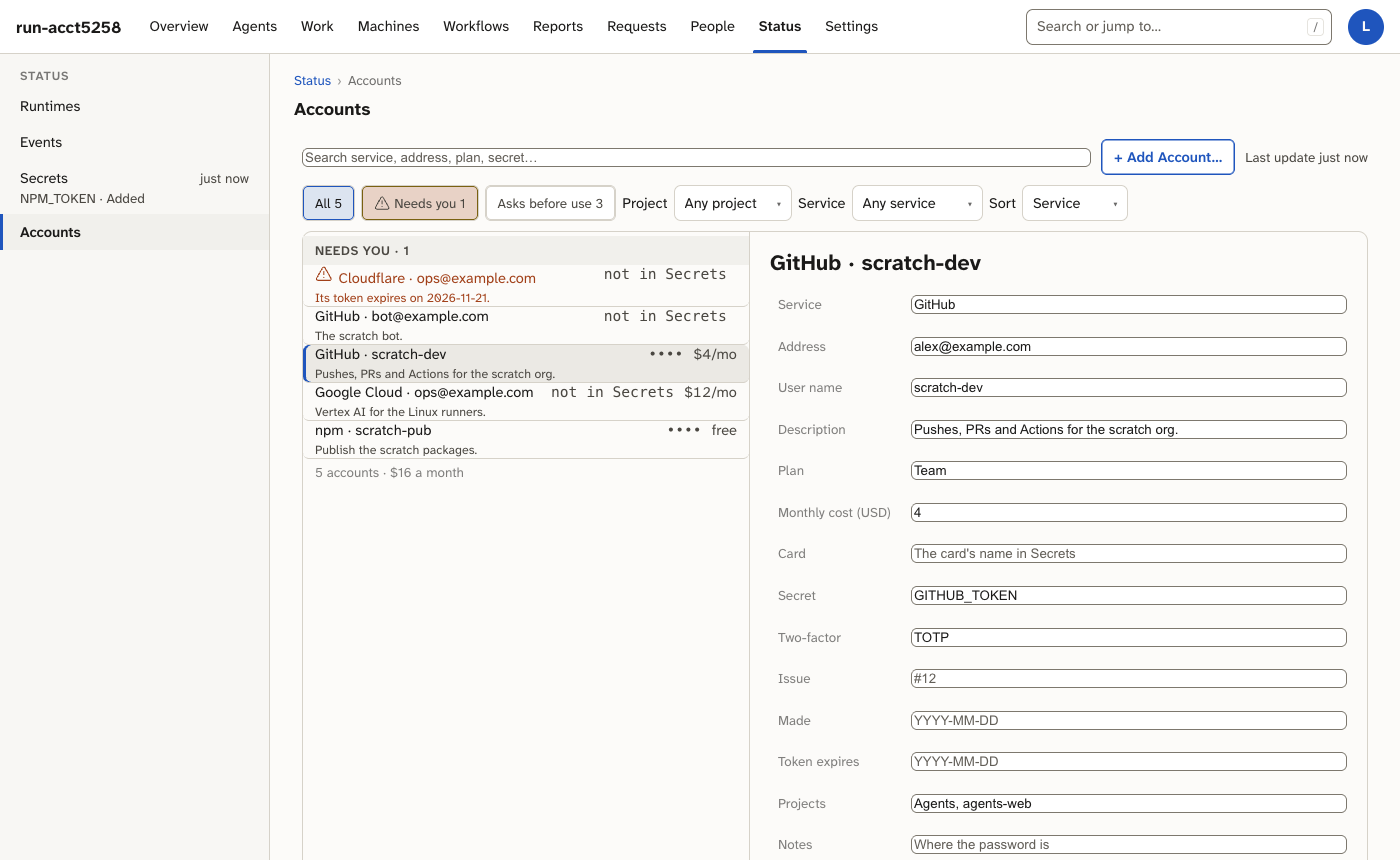 run-acct5258 Overview Agents Work Machines Workflows Reports Requests People Status Settings Search or jump to... / L
STATUS
Runtimes
Events
Secrets just now
NPM_TOKEN · Added
Accounts
Status › Accounts
Accounts
Search service, address, plan, secret… + Add Account... Last update just now
All 5 Needs you 1 Asks before use 3 Project Any project Service Any service Sort Service
NEEDS YOU · 1
Cloudflare · ops@example.com not in Secrets
Its token expires on 2026-11-21.
GitHub · bot@example.com not in Secrets
The scratch bot.
GitHub · scratch-dev •••• $4/mo
Pushes, PRs and Actions for the scratch org.
Google Cloud · ops@example.com not in Secrets $12/mo
Vertex AI for the Linux runners.
npm · scratch-pub •••• free
Publish the scratch packages.
5 accounts · $16 a month
GitHub · scratch-dev
Service GitHub
Address alex@example.com
User name scratch-dev
Description Pushes, PRs and Actions for the scratch org.
Plan Team
Monthly cost (USD) 4
Card The card's name in Secrets
Secret GITHUB_TOKEN
Two-factor TOTP
Issue #12
Made YYYY-MM-DD
Token expires YYYY-MM-DD
Projects Agents, agents-web
Notes Where the password is